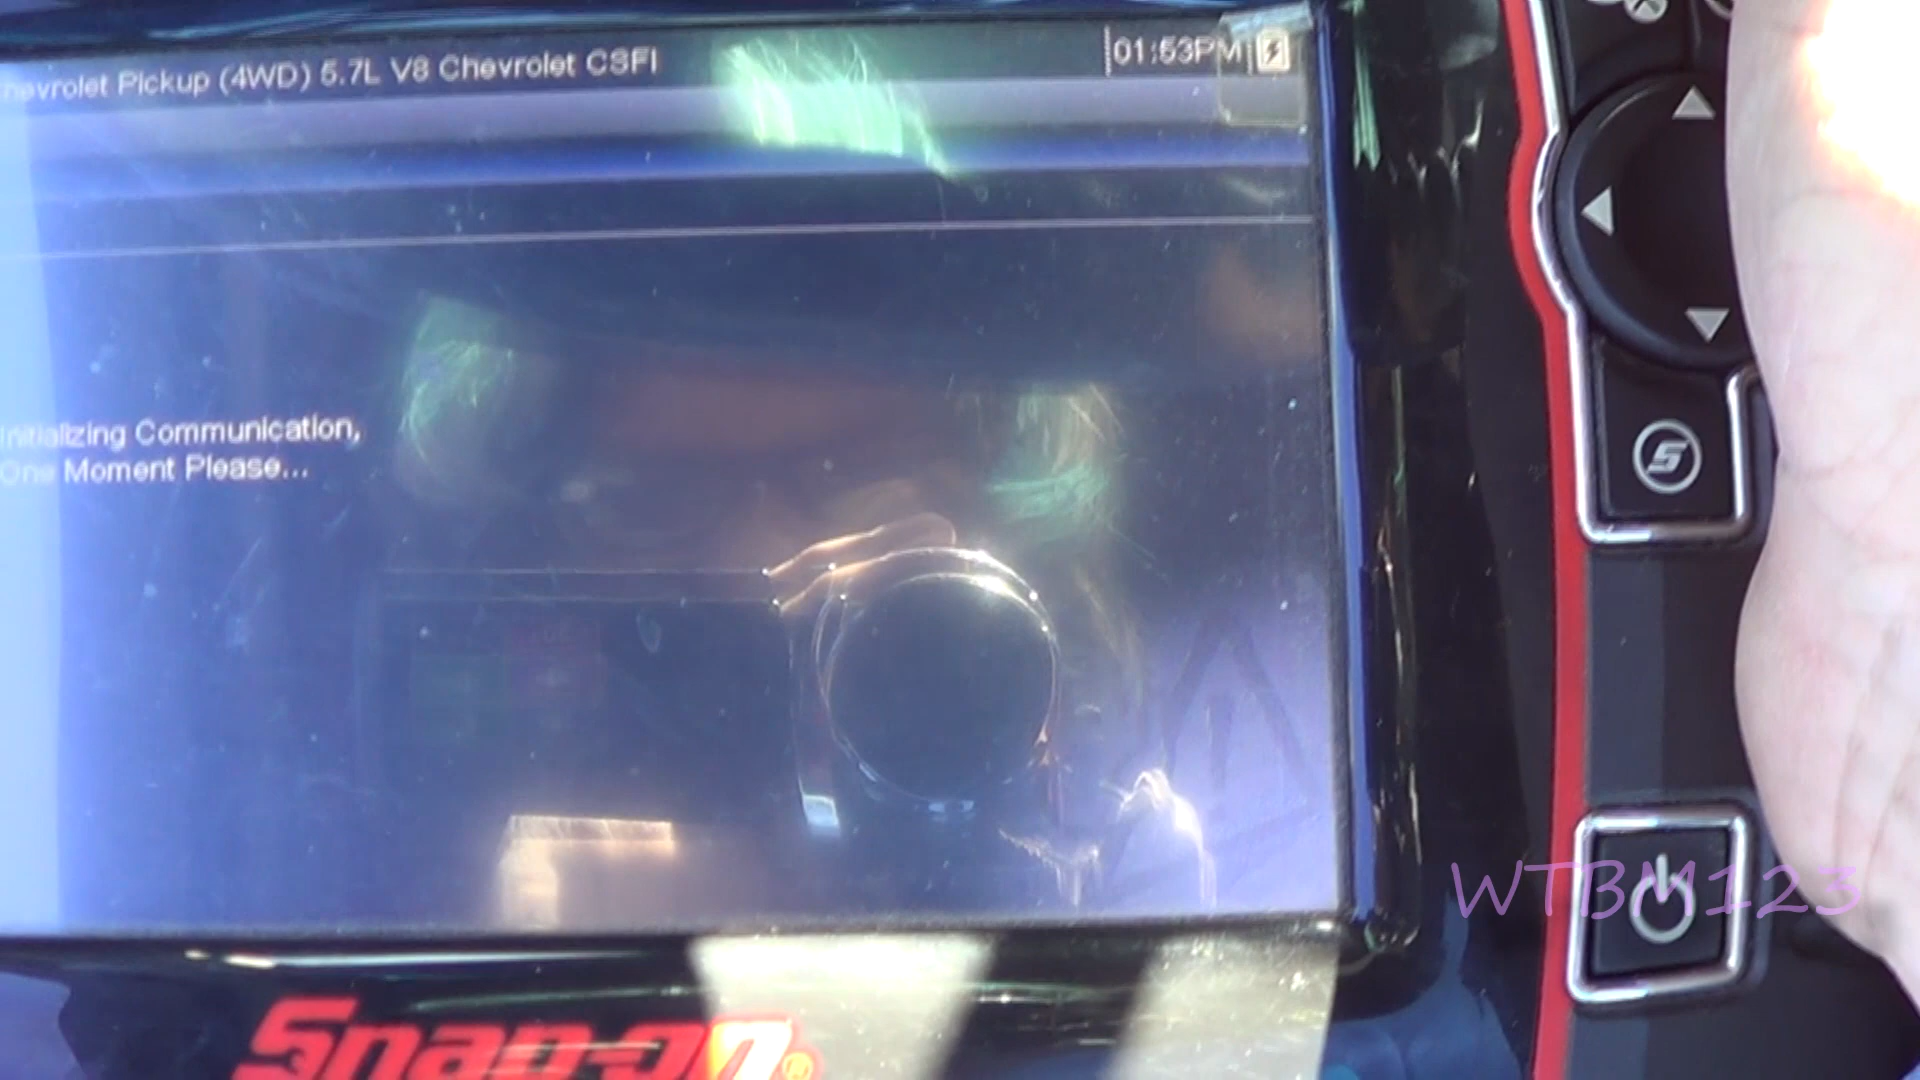 Chevrolet Pickup (4WD) 5.7L V8 Chevrolet CSFI
01:53PM
Initializing Communication,
One Moment Please...
S
WTBM123
Snap-on®